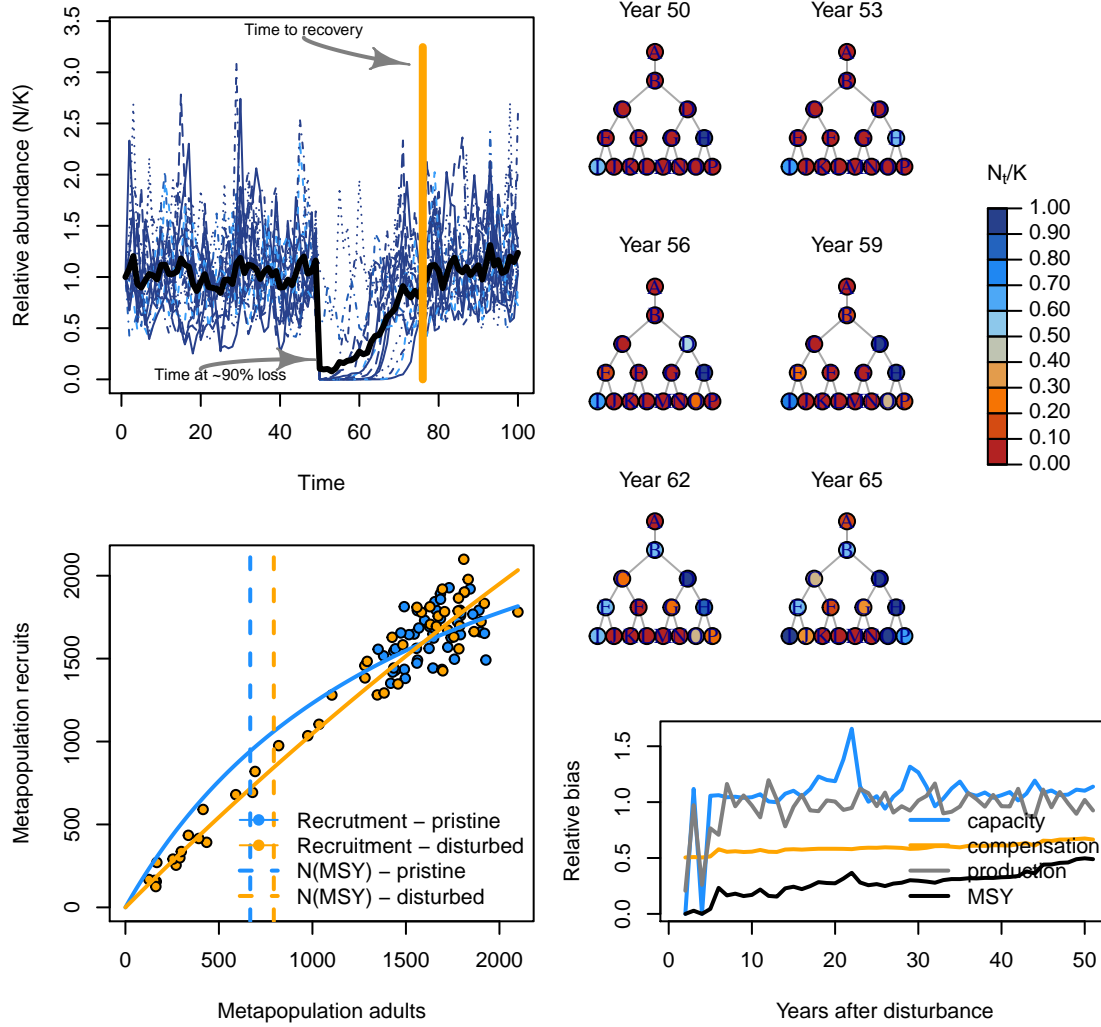 Time to recovery
Time at ~90% loss
Relative abundance (N/K)
0.0
0.5
1.0
1.5
2.0
2.5
3.0
3.5
0
20
40
60
80
100
Time
Year 50
A
B
Year 53
A
B
Year 56
A
B
Year 59
A
B
Year 62
A
B
Year 65
A
B
N_t/K
1.00
0.90
0.80
0.70
0.60
0.50
0.40
0.30
0.20
0.10
0.00
Metapopulation recruits
0
500
1000
1500
2000
Recrutment − pristine
Recruitment − disturbed
N(MSY) − pristine
N(MSY) − disturbed
0
500
1000
1500
2000
Metapopulation adults
Relative bias
0.0
0.5
1.0
1.5
capacity
compensation
production
MSY
0
10
20
30
40
50
Years after disturbance